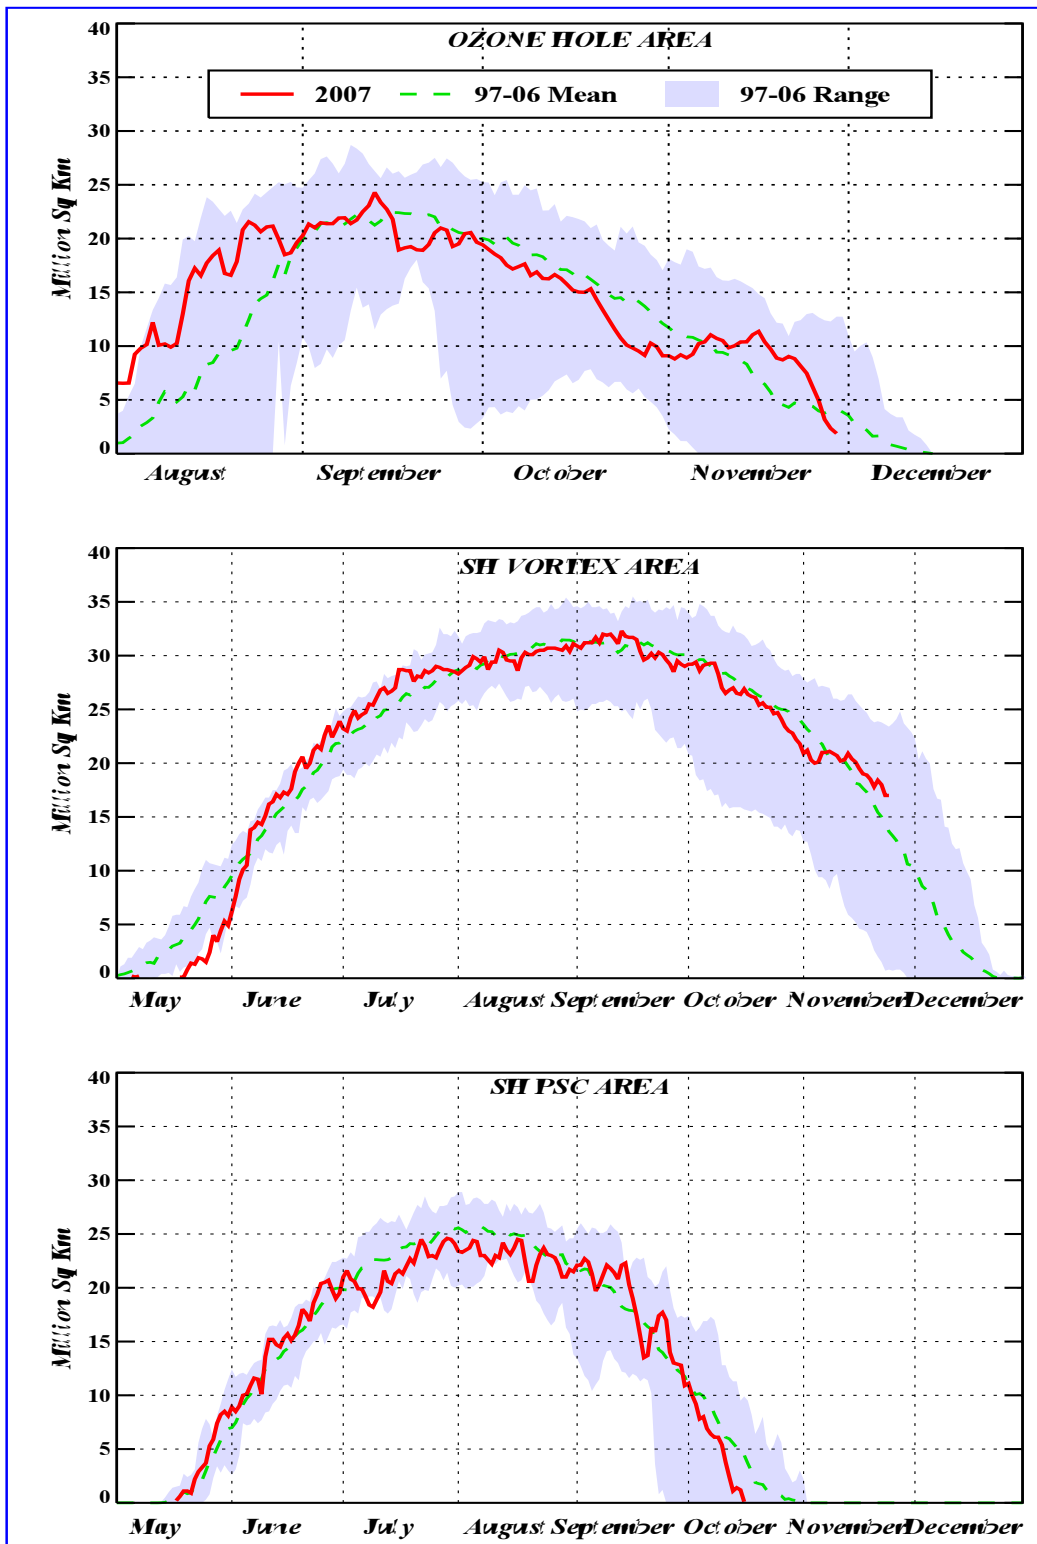 OZONE HOLE AREA
2007 97-06 Mean 97-06 Range
40
35
30
25
20
15
10
5
0
Million Sq Km
August September October November December
SH VORTEX AREA
40
35
30
25
20
15
10
5
0
Million Sq Km
May June July August September October November December
SH PSC AREA
40
35
30
25
20
15
10
5
0
Million Sq Km
May June July August September October November December